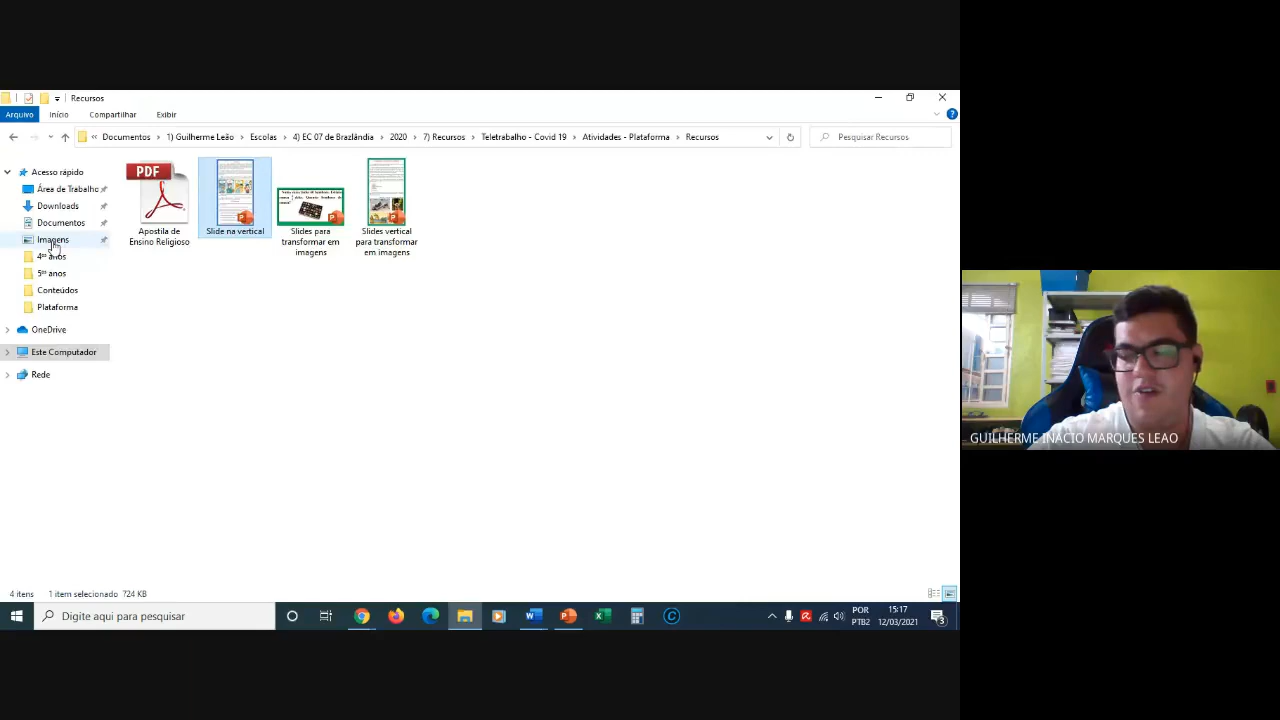 Recursos
Arquivo Início Compartilhar Exibir
« Documentos › 1) Guilherme Leão › Escolas › 4) EC 07 de Brazlândia › 2020 › 7) Recursos › Teletrabalho - Covid 19 › Atividades - Plataforma › Recursos
Pesquisar Recursos
Acesso rápido
Área de Trabalho
Downloads
Documentos
Imagens
4ºs anos
5ºs anos
Conteúdos
Plataforma
OneDrive
Este Computador
Rede
PDF
Apostila de
Ensino Religioso
Slide na vertical
Slides para
transformar em
imagens
Slides vertical
para transformar
em imagens
GUILHERME INACIO MARQUES LEAO
4 itens 1 item selecionado 724 KB
Digite aqui para pesquisar
POR
PTB2
15:17
12/03/2021
3